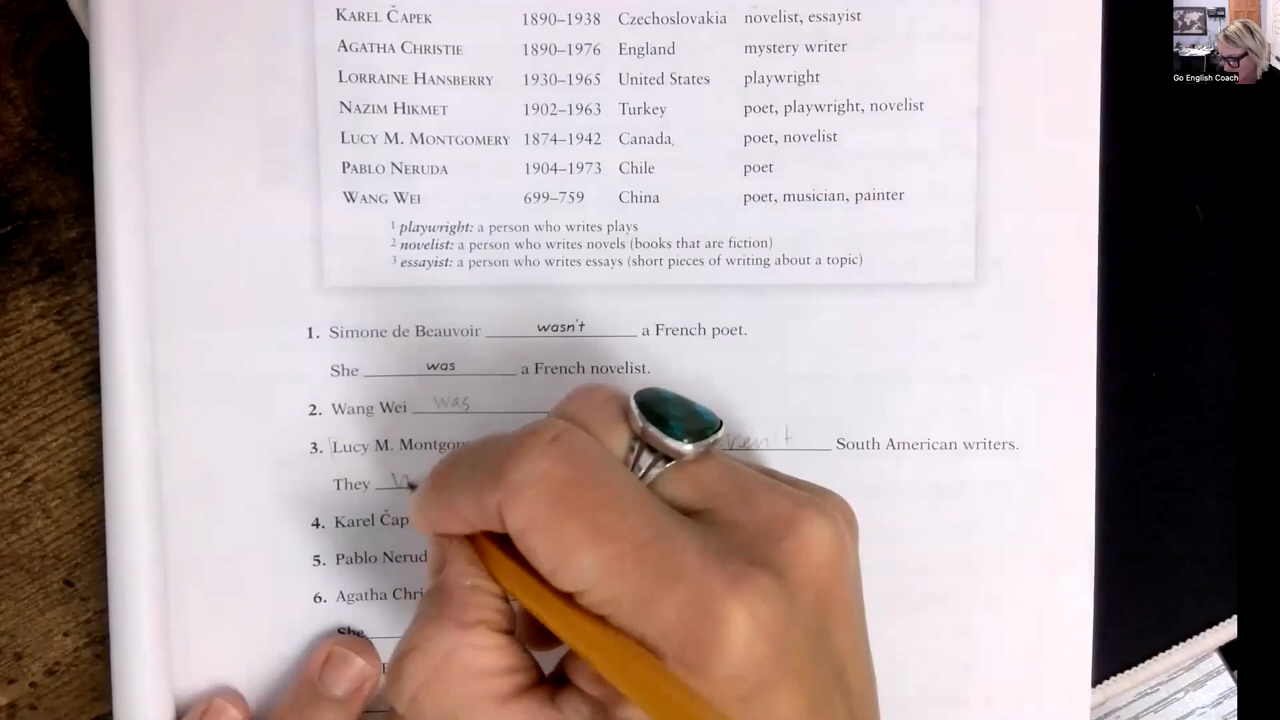 KAREL ČAPEK 1890–1938 Czechoslovakia novelist, essayist
AGATHA CHRISTIE 1890–1976 England mystery writer
LORRAINE HANSBERRY 1930–1965 United States playwright
NAZIM HIKMET 1902–1963 Turkey poet, playwright, novelist
LUCY M. MONTGOMERY 1874–1942 Canada poet, novelist
PABLO NERUDA 1904–1973 Chile poet
WANG WEI 699–759 China poet, musician, painter
1 playwright: a person who writes plays
2 novelist: a person who writes novels (books that are fiction)
3 essayist: a person who writes essays (short pieces of writing about a topic)
1. Simone de Beauvoir wasn't a French poet.
She was a French novelist.
2. Wang Wei was
3. Lucy M. South American writers.
They
4. Karel
5. Pablo
6. Agatha
She
Go English Coach